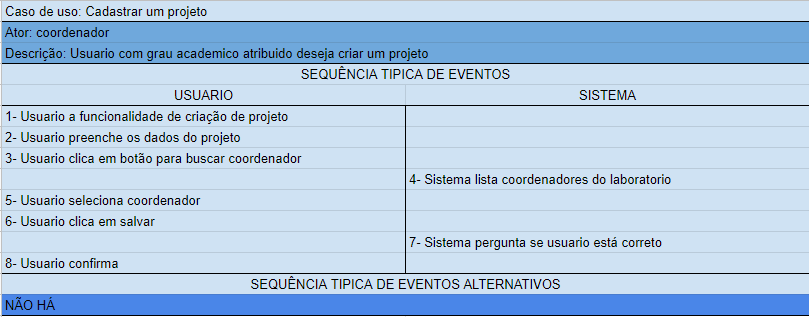 Caso de uso: Cadastrar um projeto
Ator: coordenador
Descrição: Usuario com grau academico atribuido deseja criar um projeto
SEQUÊNCIA TIPICA DE EVENTOS
USUARIO
SISTEMA
1- Usuario a funcionalidade de criação de projeto
2- Usuario preenche os dados do projeto
3- Usuario clica em botão para buscar coordenador
4- Sistema lista coordenadores do laboratorio
5- Usuario seleciona coordenador
6- Usuario clica em salvar
7- Sistema pergunta se usuario está correto
8- Usuario confirma
SEQUÊNCIA TIPICA DE EVENTOS ALTERNATIVOS
NÃO HÁ